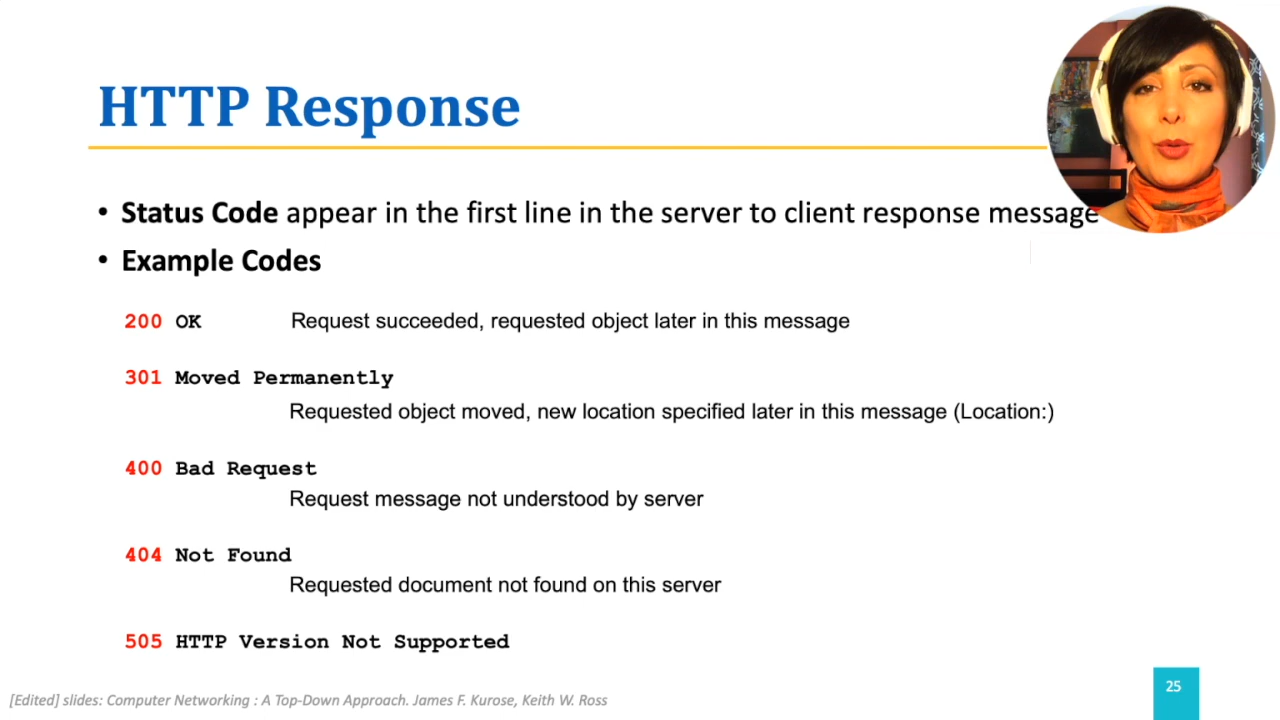 HTTP Response
• Status Code appear in the first line in the server to client response message
• Example Codes
200 OK Request succeeded, requested object later in this message
301 Moved Permanently
Requested object moved, new location specified later in this message (Location:)
400 Bad Request
Request message not understood by server
404 Not Found
Requested document not found on this server
505 HTTP Version Not Supported
[Edited] slides: Computer Networking : A Top-Down Approach. James F. Kurose, Keith W. Ross
25